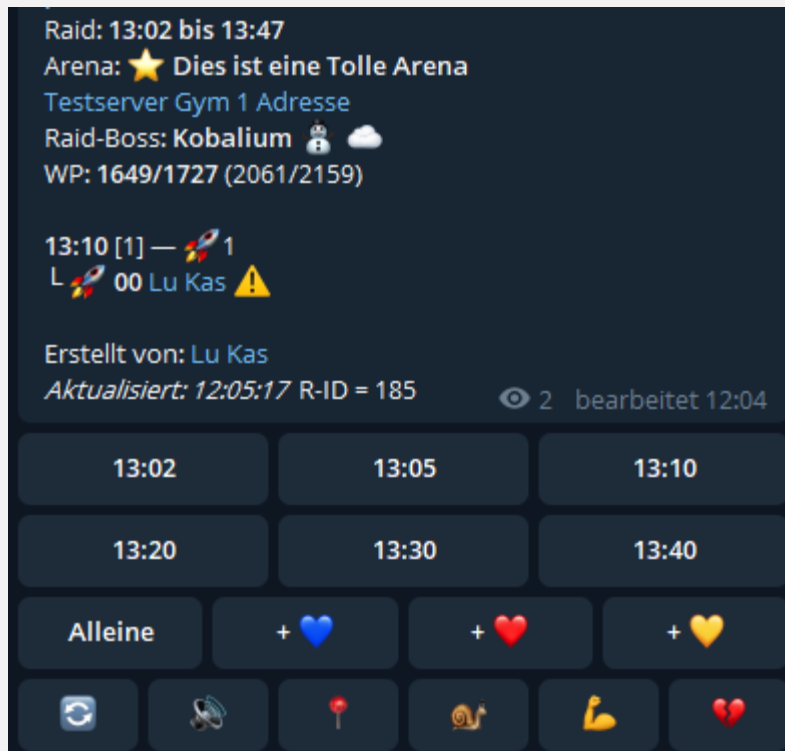 Raid: 13:02 bis 13:47
Arena: ⭐ Dies ist eine Tolle Arena
Testserver Gym 1 Adresse
Raid-Boss: Kobalium ⛄ ☁️
WP: 1649/1727 (2061/2159)
13:10 [1] — 🚀 1
└ 🚀 00 Lu Kas ⚠️
Erstellt von: Lu Kas
Aktualisiert: 12:05:17 R-ID = 185
2 bearbeitet 12:04
13:02 13:05 13:10
13:20 13:30 13:40
Alleine + 💙 + ❤️ + 💛